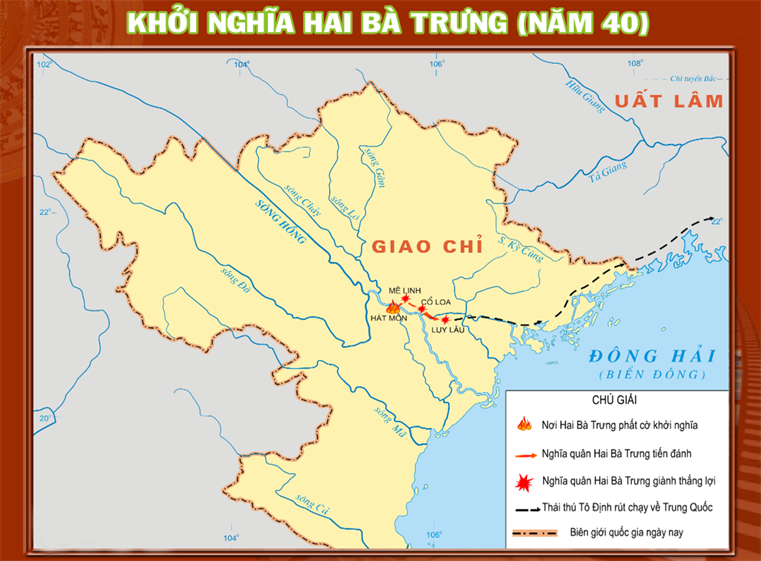 KHỞI NGHĨA HAI BÀ TRƯNG (NĂM 40)
102°
104°
106°
108°
Chí tuyến Bắc
Hữu Giang
UẤT LÂM
Tả Giang
sông Gâm
sông Chảy
sông Lô
SÔNG HỒNG
22°
22°
GIAO CHỈ
S. Kỳ Cùng
sông Đà
MÊ LINH
CỔ LOA
HÁT MÔN
LUY LÂU
ĐÔNG HẢI
(BIỂN ĐÔNG)
20°
sông Mã
sông Cả
104°
106°
CHÚ GIẢI
Nơi Hai Bà Trưng phất cờ khởi nghĩa
Nghĩa quân Hai Bà Trưng tiến đánh
Nghĩa quân Hai Bà Trưng giành thắng lợi
Thái thú Tô Định rút chạy về Trung Quốc
Biên giới quốc gia ngày nay